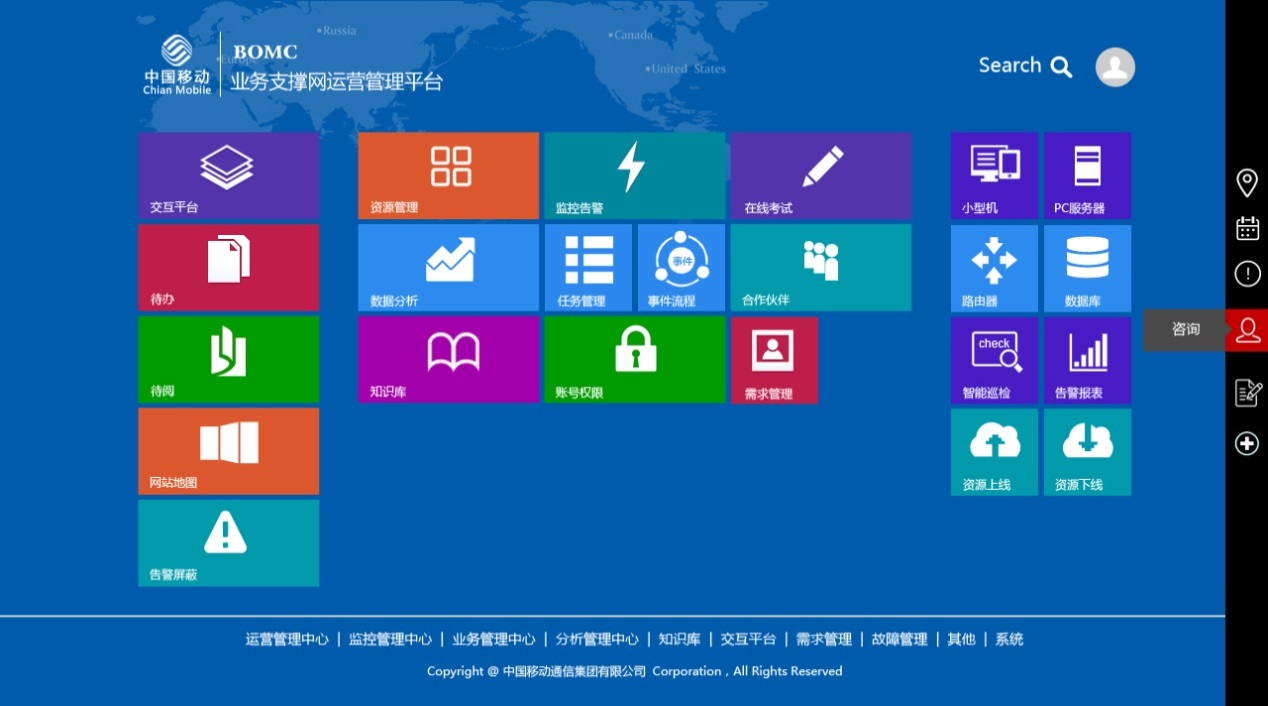 Russia
Canada
Europe
United States
中国移动
Chian Mobile
BOMC
业务支撑网运营管理平台
Search
交互平台
资源管理
监控告警
在线考试
小型机
PC服务器
待办
数据分析
任务管理
事件
事件流程
合作伙伴
路由器
数据库
待阅
知识库
账号权限
需求管理
check
智能巡检
告警报表
咨询
网站地图
资源上线
资源下线
告警屏蔽
运营管理中心 | 监控管理中心 | 业务管理中心 | 分析管理中心 | 知识库 | 交互平台 | 需求管理 | 故障管理 | 其他 | 系统
Copyright @ 中国移动通信集团有限公司 Corporation , All Rights Reserved